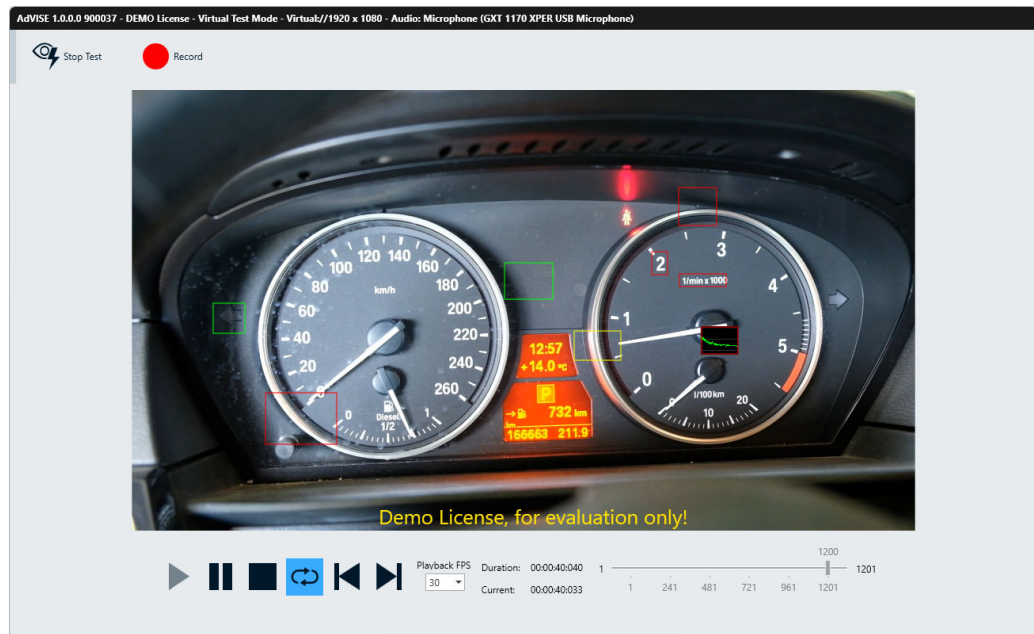 AdVISE 1.0.0.0 900037 - DEMO License - Virtual Test Mode - Virtual://1920 x 1080 - Audio: Microphone (GXT 1170 XPER USB Microphone)
Stop Test
Record
0 20 40 60 80 100 120 140 160 180 200 220 240 260
km/h
0 1/2 1
Diesel
12:57
+14.0 °C
P
732 km
km
166663 211.9
0 1 2 3 4 5
1/min x 1000
0 10 20
l/100 km
Demo License, for evaluation only!
Playback FPS
30
Duration: 00:00:40:040
Current: 00:00:40:033
1200
1 1201
1 241 481 721 961 1201